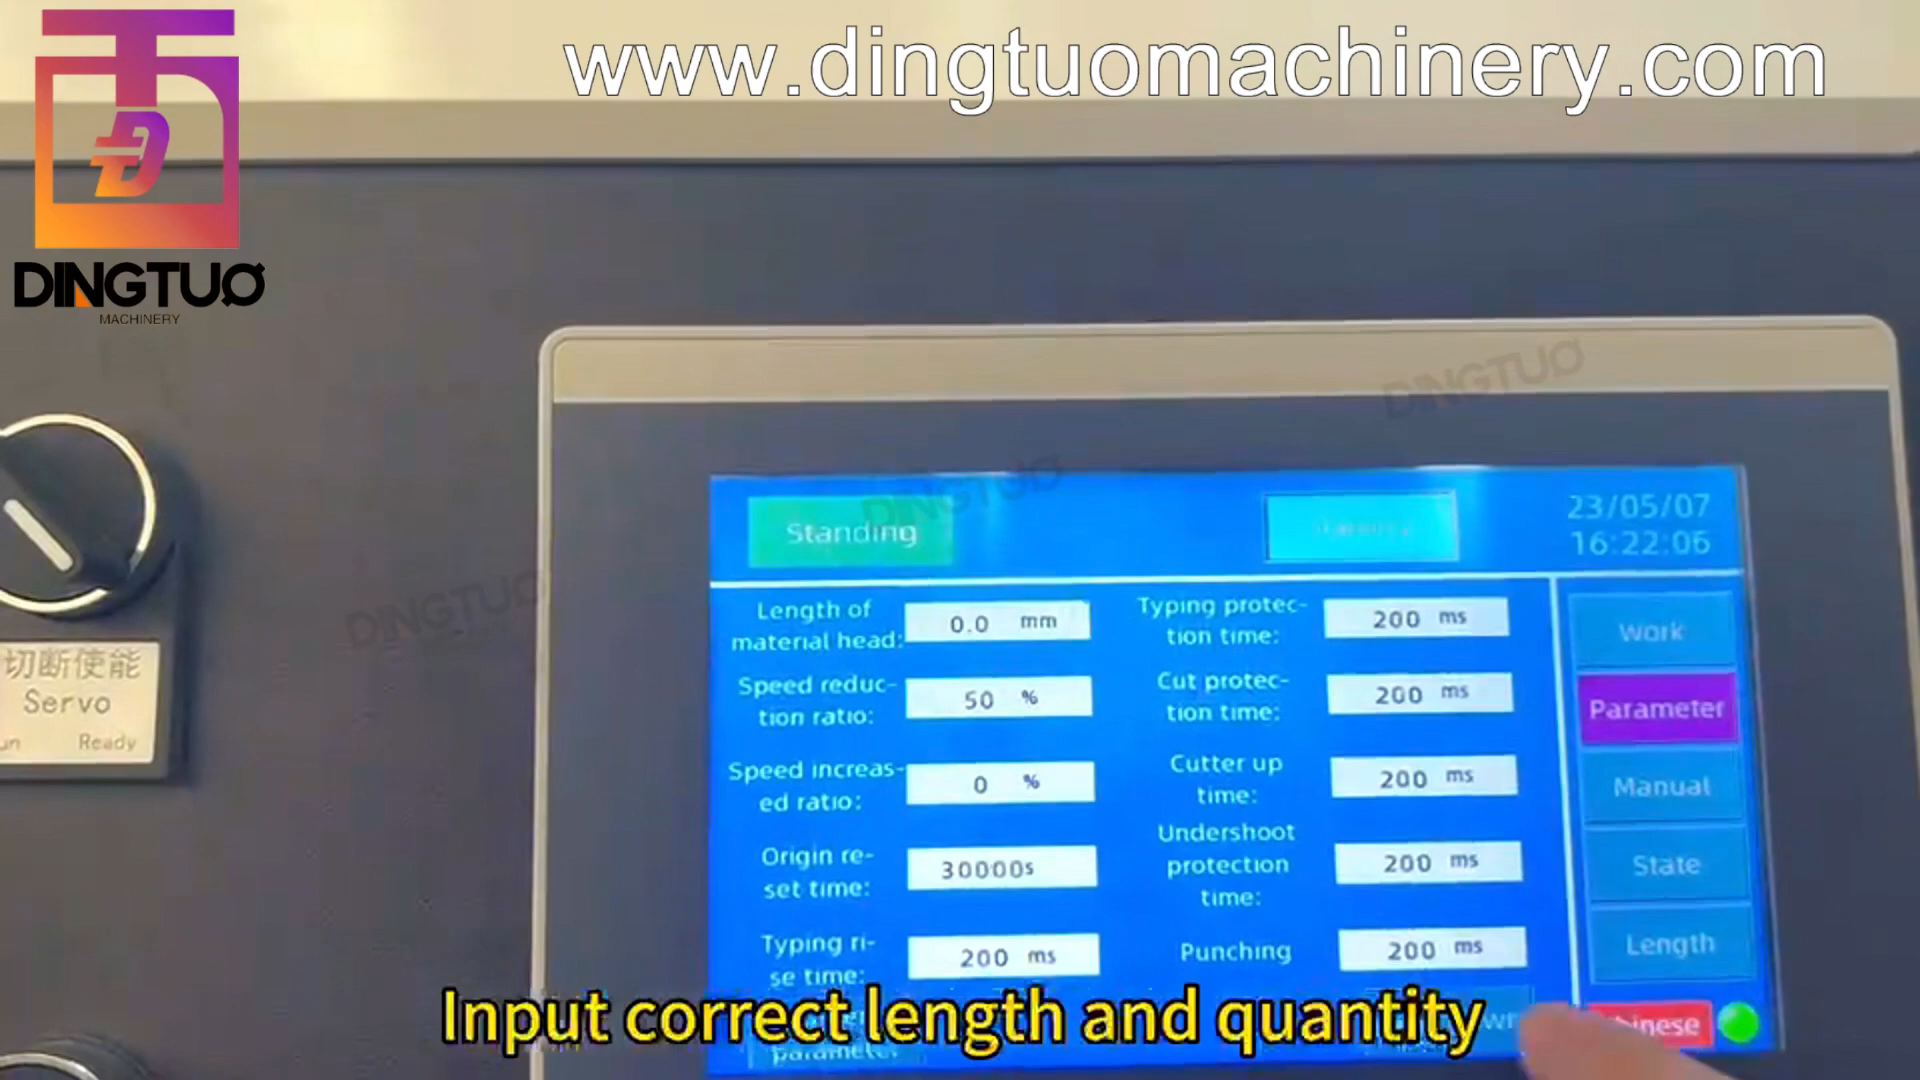 www.dingtuomachinery.com
DINGTUO
MACHINERY
DINGTUO
DINGTUO
DINGTUO
Standing
23/05/07
16:22:06
Length of
material head:
0.0 mm
Typing protec-
tion time:
200 ms
Work
Speed reduc-
tion ratio:
50 %
Cut protec-
tion time:
200 ms
Parameter
切断使能
Servo
Ready
Speed increas-
ed ratio:
0 %
Cutter up
time:
200 ms
Manual
Origin re-
set time:
30000s
Undershoot
protection
time:
200 ms
State
Typing ri-
se time:
200 ms
Punching
200 ms
Length
Input correct length and quantity
parameter